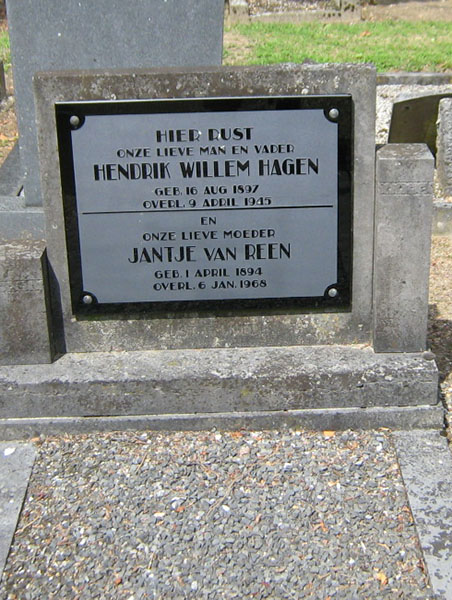 HIER RUST
ONZE LIEVE MAN EN VADER
HENDRIK WILLEM HAGEN
GEB. 16 AUG 1897
OVERL. 9 APRIL 1945
EN
ONZE LIEVE MOEDER
JANTJE VAN REEN
GEB. 1 APRIL 1894
OVERL. 6 JAN. 1968